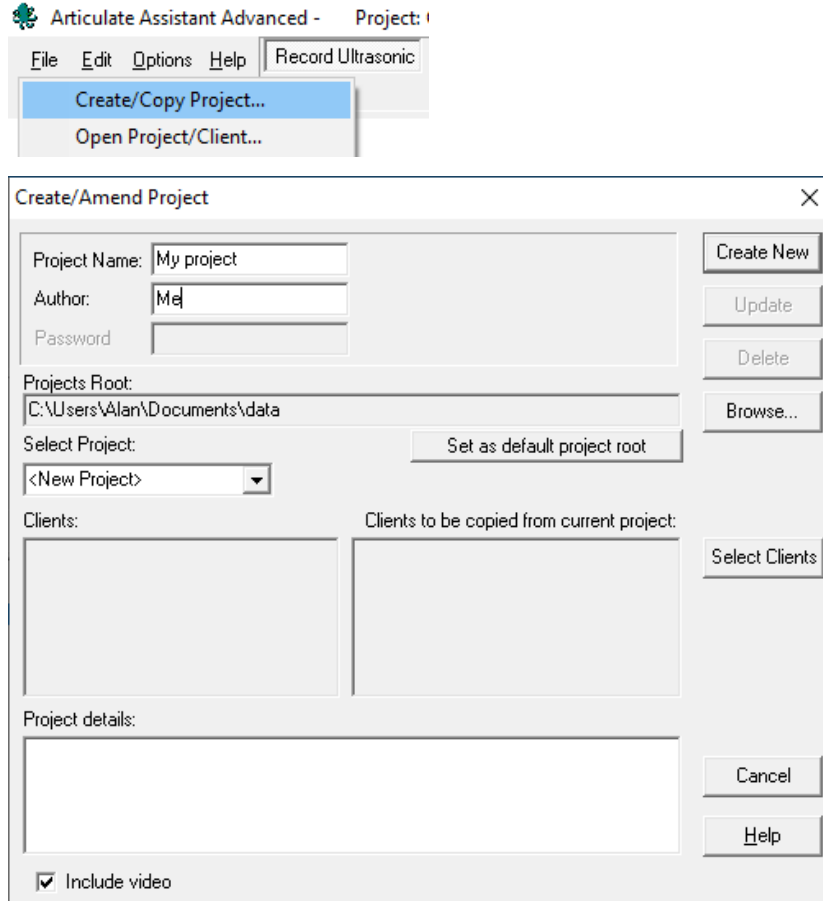 Articulate Assistant Advanced - Project:
File Edit Options Help Record Ultrasonic
Create/Copy Project...
Open Project/Client...
Create/Amend Project
Project Name: My project Create New
Author: Me Update
Password Delete
Projects Root:
C:\Users\Alan\Documents\data Browse...
Select Project: Set as default project root
<New Project>
Clients: Clients to be copied from current project:
Select Clients
Project details:
Cancel
Help
Include video